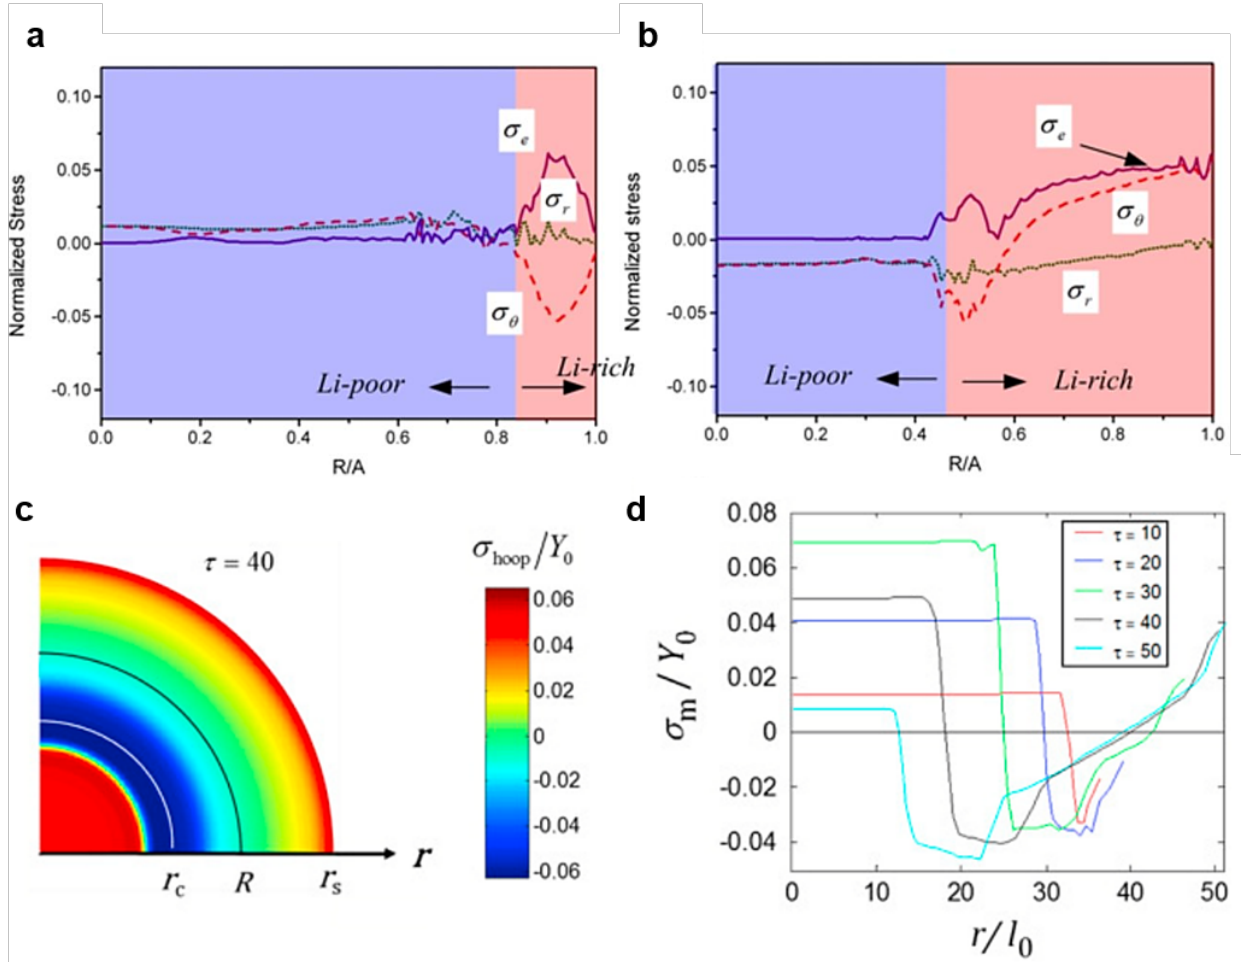 a
0.10
0.05
0.00
-0.05
-0.10
Normalized Stress
σe
σr
σθ
Li-poor
Li-rich
0.0 0.2 0.4 0.6 0.8 1.0
R/A
b
0.10
0.05
0.00
-0.05
-0.10
Normalized stress
σe
σθ
σr
Li-poor
Li-rich
0.0 0.2 0.4 0.6 0.8 1.0
R/A
c
τ = 40
σhoop/Y0
0.06
0.04
0.02
0
-0.02
-0.04
-0.06
r
rc R rs
d
0.08
0.06
0.04
0.02
0
-0.02
-0.04
σm / Y0
τ = 10
τ = 20
τ = 30
τ = 40
τ = 50
0 10 20 30 40 50
r/l0